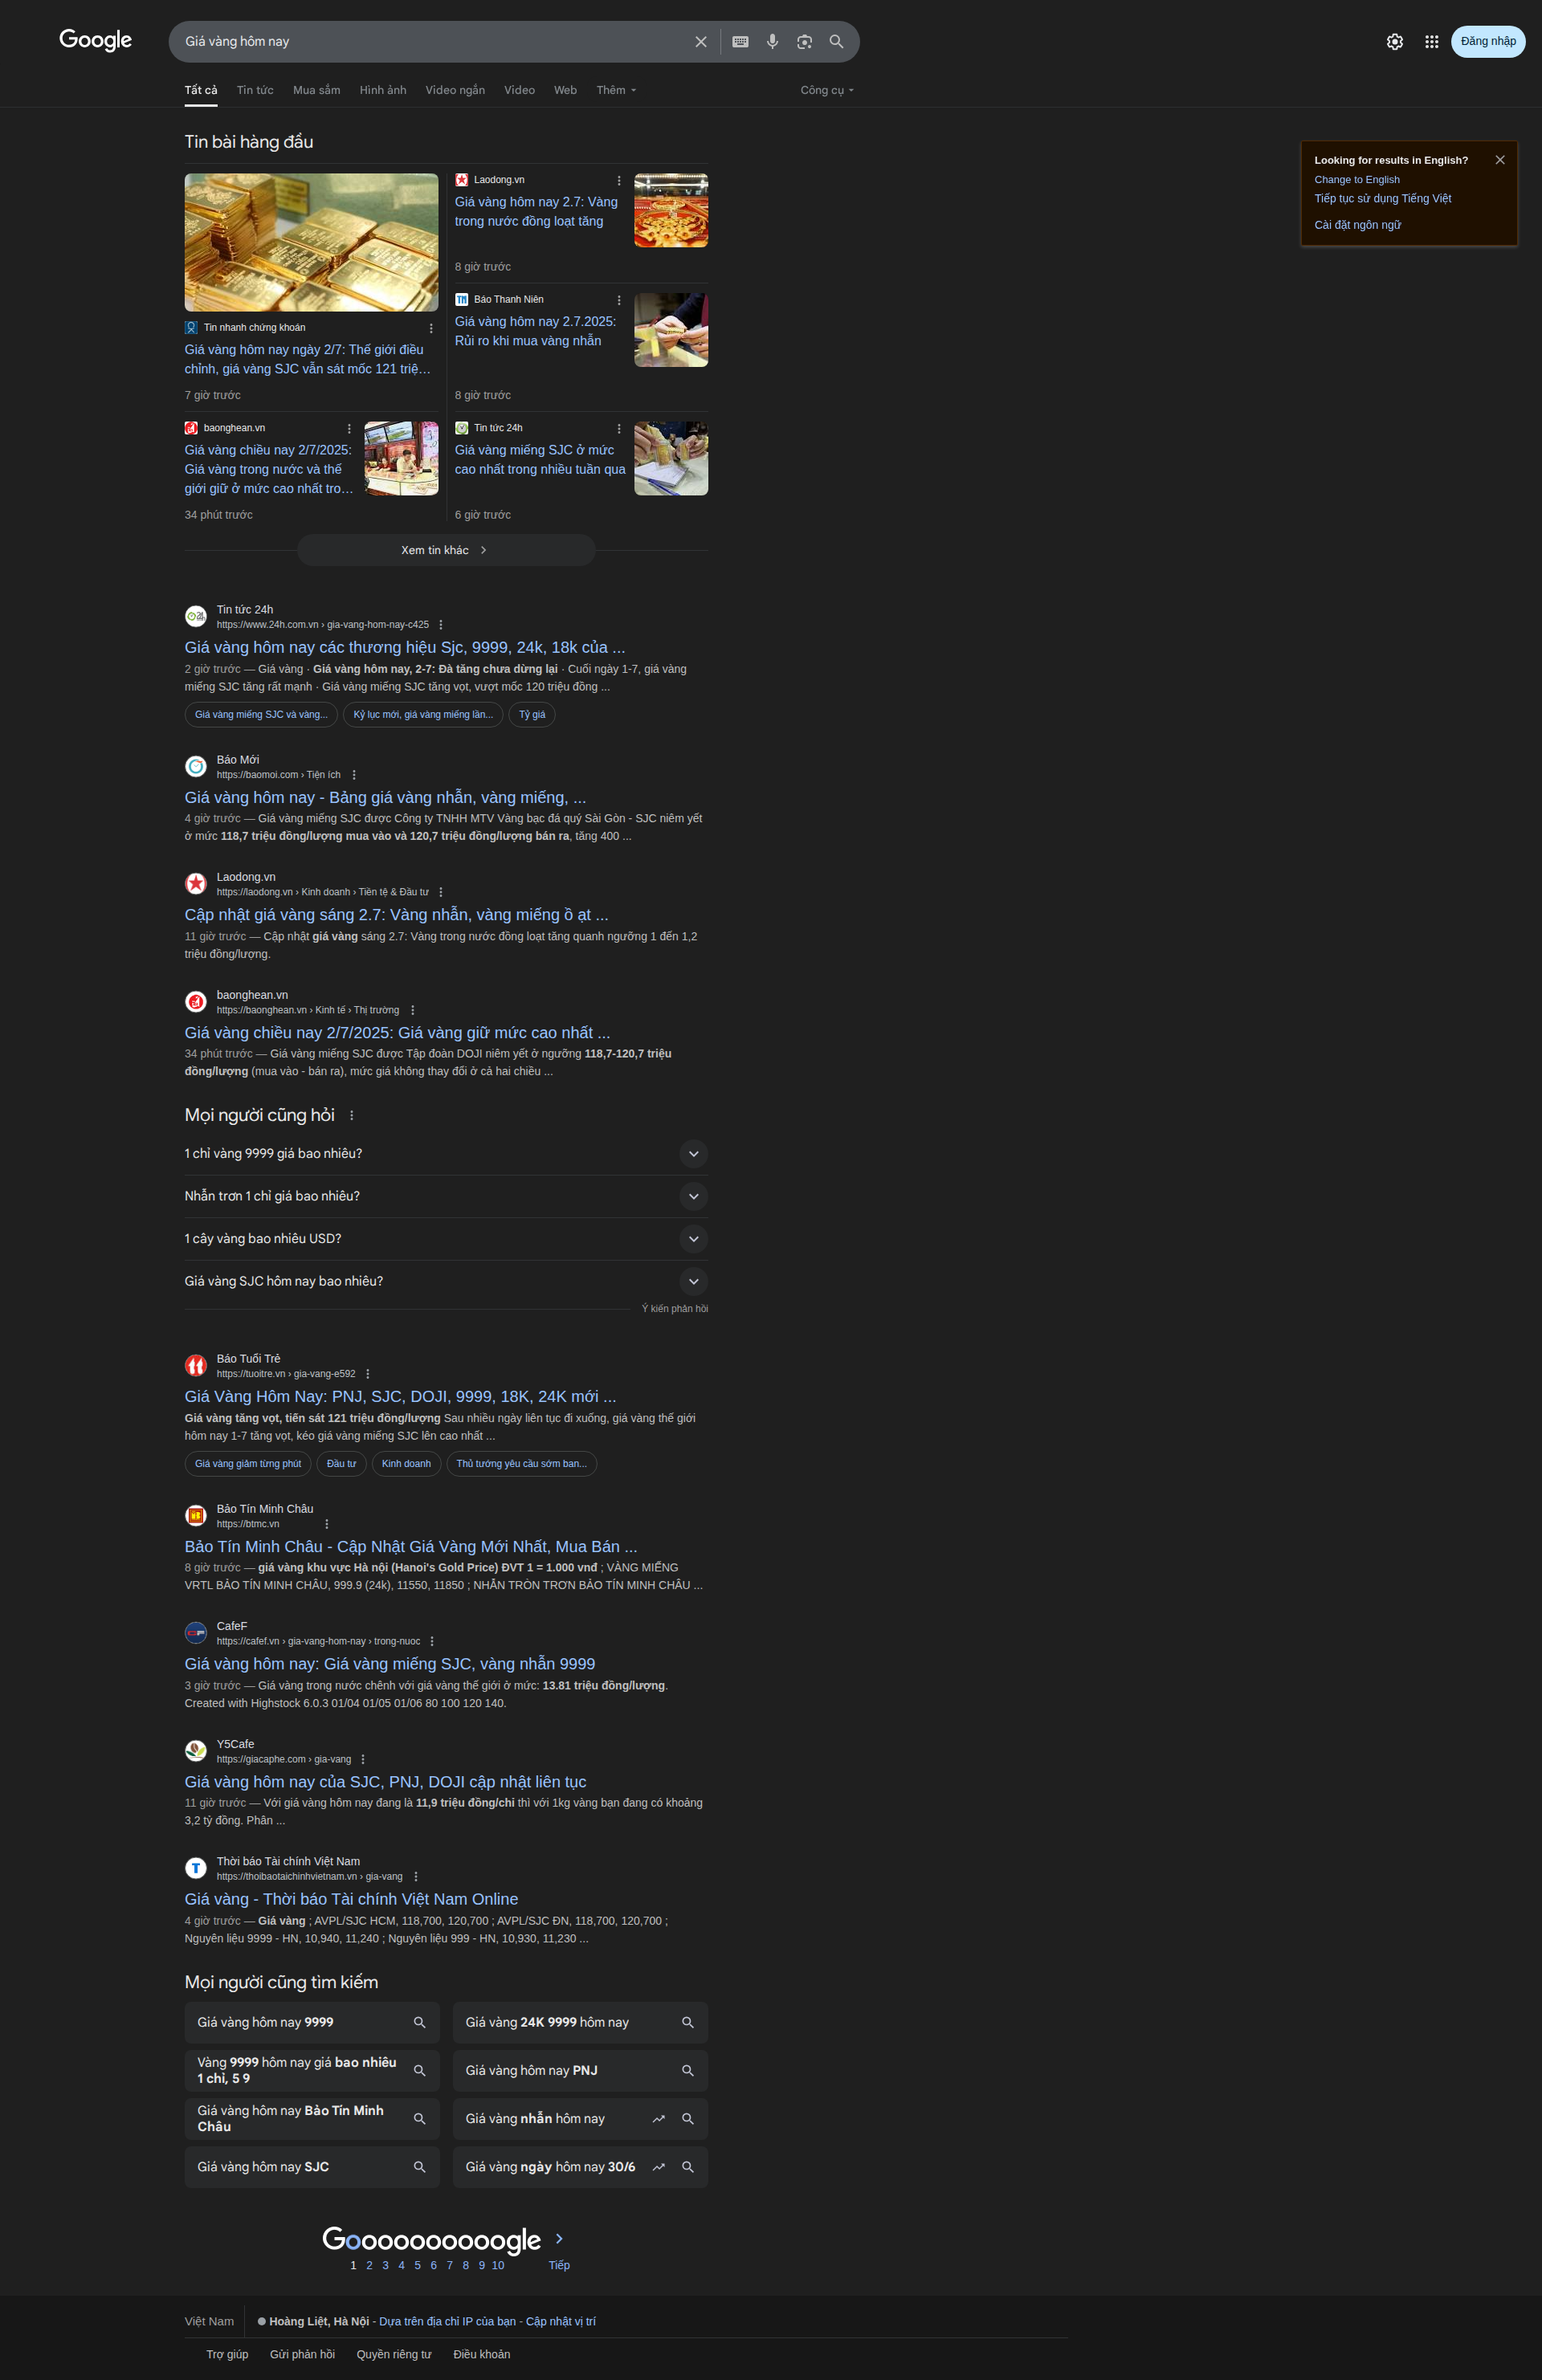 Google
Giá vàng hôm nay
Đăng nhập
Tất cả Tin tức Mua sắm Hình ảnh Video ngắn Video Web Thêm Công cụ
Looking for results in English?
Change to English
Tiếp tục sử dụng Tiếng Việt
Cài đặt ngôn ngữ
Tin bài hàng đầu
Tin nhanh chứng khoán
Giá vàng hôm nay ngày 2/7: Thế giới điều
chỉnh, giá vàng SJC vẫn sát mốc 121 triệ…
7 giờ trước
Laodong.vn
Giá vàng hôm nay 2.7: Vàng
trong nước đồng loạt tăng
8 giờ trước
Báo Thanh Niên
Giá vàng hôm nay 2.7.2025:
Rủi ro khi mua vàng nhẫn
8 giờ trước
baonghean.vn
Giá vàng chiều nay 2/7/2025:
Giá vàng trong nước và thế
giới giữ ở mức cao nhất tro…
34 phút trước
Tin tức 24h
Giá vàng miếng SJC ở mức
cao nhất trong nhiều tuần qua
6 giờ trước
Xem tin khác
Tin tức 24h
https://www.24h.com.vn › gia-vang-hom-nay-c425
Giá vàng hôm nay các thương hiệu Sjc, 9999, 24k, 18k của ...
2 giờ trước — Giá vàng · Giá vàng hôm nay, 2-7: Đà tăng chưa dừng lại · Cuối ngày 1-7, giá vàng
miếng SJC tăng rất mạnh · Giá vàng miếng SJC tăng vọt, vượt mốc 120 triệu đồng ...
Giá vàng miếng SJC và vàng... Kỷ lục mới, giá vàng miếng lần... Tỷ giá
Báo Mới
https://baomoi.com › Tiện ích
Giá vàng hôm nay - Bảng giá vàng nhẫn, vàng miếng, ...
4 giờ trước — Giá vàng miếng SJC được Công ty TNHH MTV Vàng bạc đá quý Sài Gòn - SJC niêm yết
ở mức 118,7 triệu đồng/lượng mua vào và 120,7 triệu đồng/lượng bán ra, tăng 400 ...
Laodong.vn
https://laodong.vn › Kinh doanh › Tiền tệ & Đầu tư
Cập nhật giá vàng sáng 2.7: Vàng nhẫn, vàng miếng ồ ạt ...
11 giờ trước — Cập nhật giá vàng sáng 2.7: Vàng trong nước đồng loạt tăng quanh ngưỡng 1 đến 1,2
triệu đồng/lượng.
baonghean.vn
https://baonghean.vn › Kinh tế › Thị trường
Giá vàng chiều nay 2/7/2025: Giá vàng giữ mức cao nhất ...
34 phút trước — Giá vàng miếng SJC được Tập đoàn DOJI niêm yết ở ngưỡng 118,7-120,7 triệu
đồng/lượng (mua vào - bán ra), mức giá không thay đổi ở cả hai chiều ...
Mọi người cũng hỏi
1 chỉ vàng 9999 giá bao nhiêu?
Nhẫn trơn 1 chỉ giá bao nhiêu?
1 cây vàng bao nhiêu USD?
Giá vàng SJC hôm nay bao nhiêu?
Ý kiến phản hồi
Báo Tuổi Trẻ
https://tuoitre.vn › gia-vang-e592
Giá Vàng Hôm Nay: PNJ, SJC, DOJI, 9999, 18K, 24K mới ...
Giá vàng tăng vọt, tiến sát 121 triệu đồng/lượng Sau nhiều ngày liên tục đi xuống, giá vàng thế giới
hôm nay 1-7 tăng vọt, kéo giá vàng miếng SJC lên cao nhất ...
Giá vàng giảm từng phút Đầu tư Kinh doanh Thủ tướng yêu cầu sớm ban...
Bảo Tín Minh Châu
https://btmc.vn
Bảo Tín Minh Châu - Cập Nhật Giá Vàng Mới Nhất, Mua Bán ...
8 giờ trước — giá vàng khu vực Hà nội (Hanoi's Gold Price) ĐVT 1 = 1.000 vnđ ; VÀNG MIẾNG
VRTL BẢO TÍN MINH CHÂU, 999.9 (24k), 11550, 11850 ; NHẪN TRÒN TRƠN BẢO TÍN MINH CHÂU ...
CafeF
https://cafef.vn › gia-vang-hom-nay › trong-nuoc
Giá vàng hôm nay: Giá vàng miếng SJC, vàng nhẫn 9999
3 giờ trước — Giá vàng trong nước chênh với giá vàng thế giới ở mức: 13.81 triệu đồng/lượng.
Created with Highstock 6.0.3 01/04 01/05 01/06 80 100 120 140.
Y5Cafe
https://giacaphe.com › gia-vang
Giá vàng hôm nay của SJC, PNJ, DOJI cập nhật liên tục
11 giờ trước — Với giá vàng hôm nay đang là 11,9 triệu đồng/chỉ thì với 1kg vàng bạn đang có khoảng
3,2 tỷ đồng. Phân ...
Thời báo Tài chính Việt Nam
https://thoibaotaichinhvietnam.vn › gia-vang
Giá vàng - Thời báo Tài chính Việt Nam Online
4 giờ trước — Giá vàng ; AVPL/SJC HCM, 118,700, 120,700 ; AVPL/SJC ĐN, 118,700, 120,700 ;
Nguyên liệu 9999 - HN, 10,940, 11,240 ; Nguyên liệu 999 - HN, 10,930, 11,230 ...
Mọi người cũng tìm kiếm
Giá vàng hôm nay 9999
Giá vàng 24K 9999 hôm nay
Vàng 9999 hôm nay giá bao nhiêu
1 chỉ, 5 9
Giá vàng hôm nay PNJ
Giá vàng hôm nay Bảo Tín Minh
Châu
Giá vàng nhẫn hôm nay
Giá vàng hôm nay SJC
Giá vàng ngày hôm nay 30/6
Goooooooooogle
1 2 3 4 5 6 7 8 9 10 Tiếp
Việt Nam Hoàng Liệt, Hà Nội - Dựa trên địa chỉ IP của bạn - Cập nhật vị trí
Trợ giúp Gửi phản hồi Quyền riêng tư Điều khoản